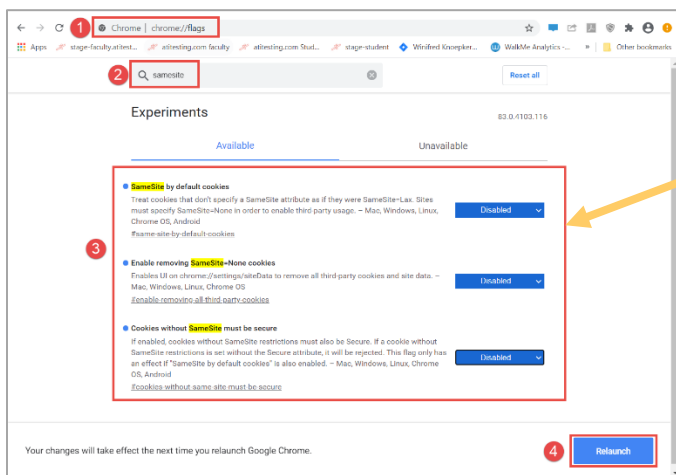 1
Chrome | chrome://flags
Apps stage-faculty.atitest... atitesting.com faculty atitesting.com Stud... stage-student Winifred Knoepker... WalkMe Analytics -... » Other bookmarks
2
samesite
Reset all
Experiments
83.0.4103.116
Available
Unavailable
3
SameSite by default cookies
Treat cookies that don't specify a SameSite attribute as if they were SameSite=Lax. Sites
must specify SameSite=None in order to enable third-party usage. – Mac, Windows, Linux,
Chrome OS, Android
#same-site-by-default-cookies
Disabled
Enable removing SameSite=None cookies
Enables UI on chrome://settings/siteData to remove all third-party cookies and site data. –
Mac, Windows, Linux, Chrome OS
#enable-removing-all-third-party-cookies
Disabled
Cookies without SameSite must be secure
If enabled, cookies without SameSite restrictions must also be Secure. If a cookie without
SameSite restrictions is set without the Secure attribute, it will be rejected. This flag only has
an effect if "SameSite by default cookies" is also enabled. – Mac, Windows, Linux, Chrome
OS, Android
#cookies-without-same-site-must-be-secure
Disabled
Your changes will take effect the next time you relaunch Google Chrome.
4
Relaunch